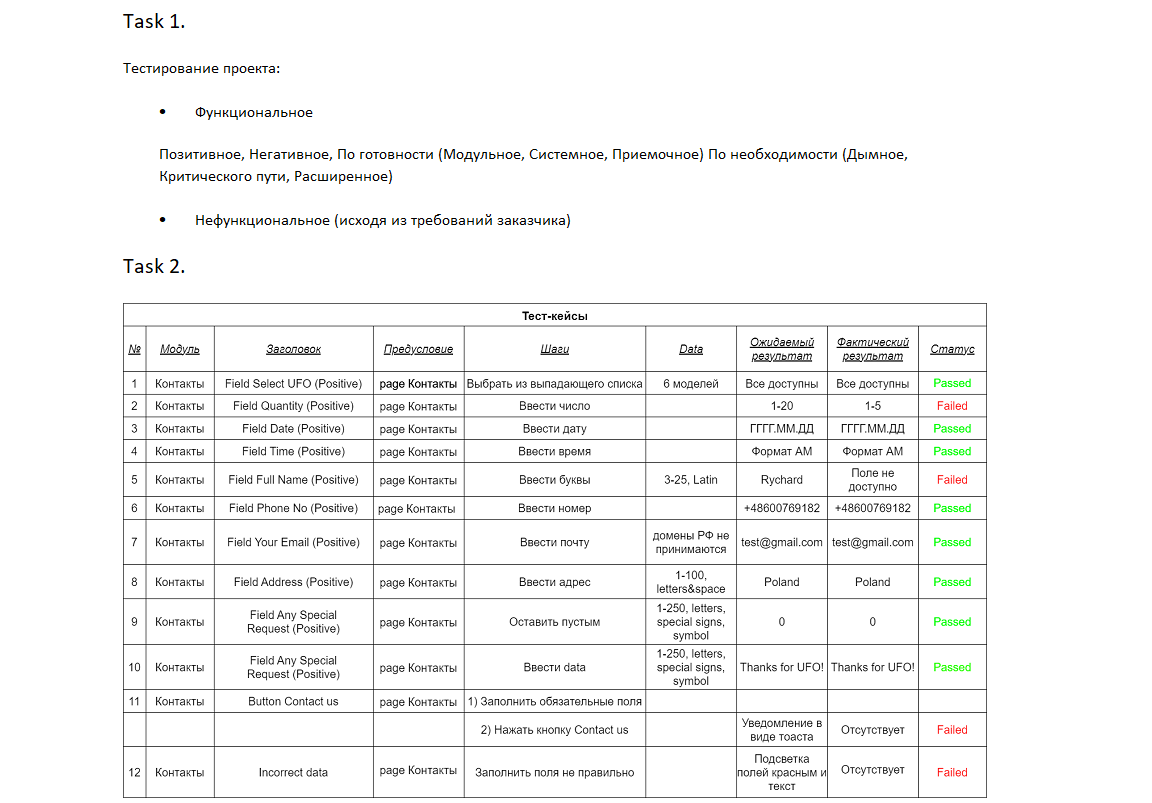 Task 1.
Тестирование проекта:
• Функциональное
Позитивное, Негативное, По готовности (Модульное, Системное, Приемочное) По необходимости (Дымное,
Критического пути, Расширенное)
• Нефункциональное (исходя из требований заказчика)
Task 2.
Тест-кейсы
№ Модуль Заголовок Предусловие Шаги Data Ожидаемый результат Фактический результат Статус
1 Контакты Field Select UFO (Positive) page Контакты Выбрать из выпадающего списка 6 моделей Все доступны Все доступны Passed
2 Контакты Field Quantity (Positive) page Контакты Ввести число 1-20 1-5 Failed
3 Контакты Field Date (Positive) page Контакты Ввести дату ГГГГ.ММ.ДД ГГГГ.ММ.ДД Passed
4 Контакты Field Time (Positive) page Контакты Ввести время Формат АМ Формат АМ Passed
5 Контакты Field Full Name (Positive) page Контакты Ввести буквы 3-25, Latin Rychard Поле не доступно Failed
6 Контакты Field Phone No (Positive) page Контакты Ввести номер +48600769182 +48600769182 Passed
7 Контакты Field Your Email (Positive) page Контакты Ввести почту домены РФ не принимаются test@gmail.com test@gmail.com Passed
8 Контакты Field Address (Positive) page Контакты Ввести адрес 1-100, letters&space Poland Poland Passed
9 Контакты Field Any Special Request (Positive) page Контакты Оставить пустым 1-250, letters, special signs, symbol 0 0 Passed
10 Контакты Field Any Special Request (Positive) page Контакты Ввести data 1-250, letters, special signs, symbol Thanks for UFO! Thanks for UFO! Passed
11 Контакты Button Contact us page Контакты 1) Заполнить обязательные поля
2) Нажать кнопку Contact us Уведомление в виде тоаста Отсутствует Failed
12 Контакты Incorrect data page Контакты Заполнить поля не правильно Подсветка полей красным и текст Отсутствует Failed